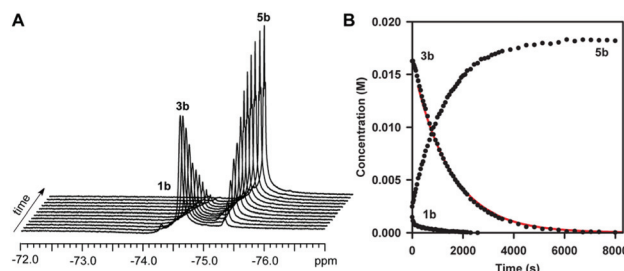 A
5b
3b
1b
time
-72.0 -73.0 -74.0 -75.0 -76.0 ppm
B
0.020
0.015
0.010
0.005
0.000
Concentration (M)
3b
5b
1b
0 2000 4000 6000 8000
Time (s)